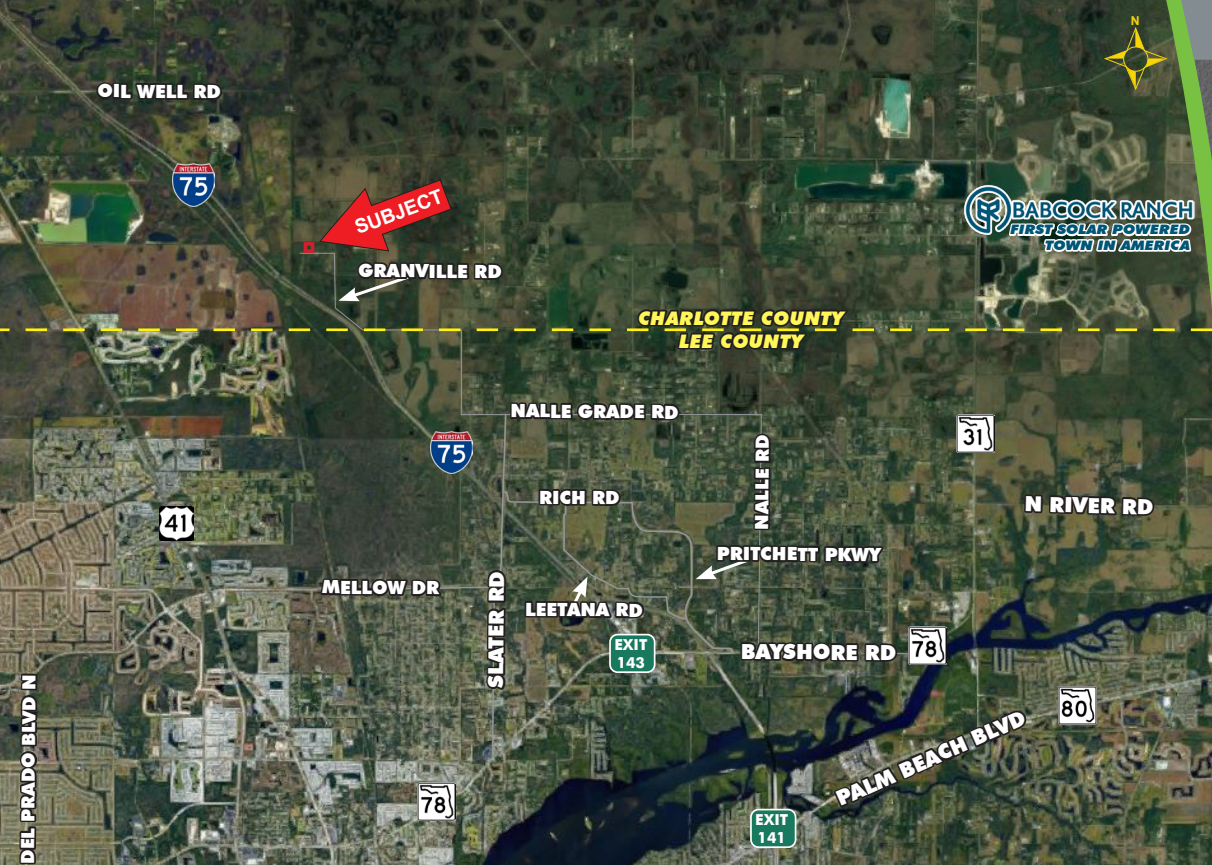 N
OIL WELL RD
INTERSTATE
75
SUBJECT
BABCOCK RANCH
FIRST SOLAR POWERED
TOWN IN AMERICA
GRANVILLE RD
CHARLOTTE COUNTY
LEE COUNTY
NALLE GRADE RD
31
INTERSTATE
75
NALLE RD
RICH RD
N RIVER RD
41
PRITCHETT PKWY
MELLOW DR
SLATER RD
LEETANA RD
EXIT
143
BAYSHORE RD
78
DEL PRADO BLVD N
80
PALM BEACH BLVD
78
EXIT
141